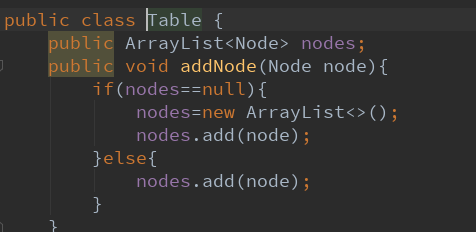 public class Table {
    public ArrayList<Node> nodes;
    public void addNode(Node node){
        if(nodes==null){
            nodes=new ArrayList<>();
            nodes.add(node);
        }else{
            nodes.add(node);
        }
    }